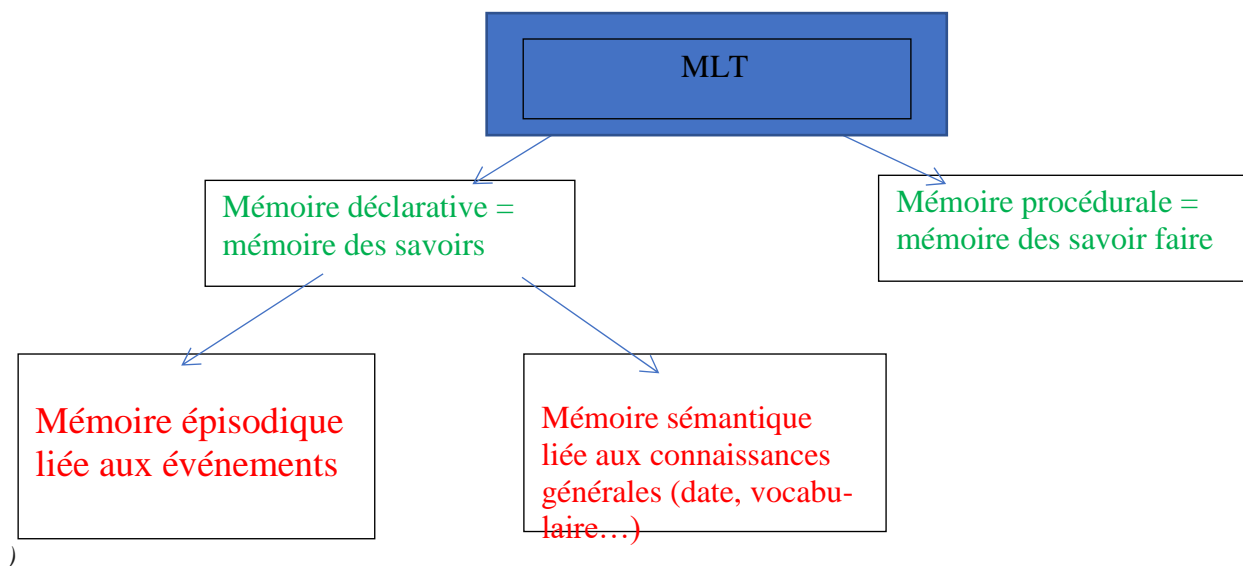 MLT
Mémoire déclarative =
mémoire des savoirs
Mémoire procédurale =
mémoire des savoir faire
Mémoire épisodique
liée aux événements
Mémoire sémantique
liée aux connaissances
générales (date, vocabu-
laire…)
)